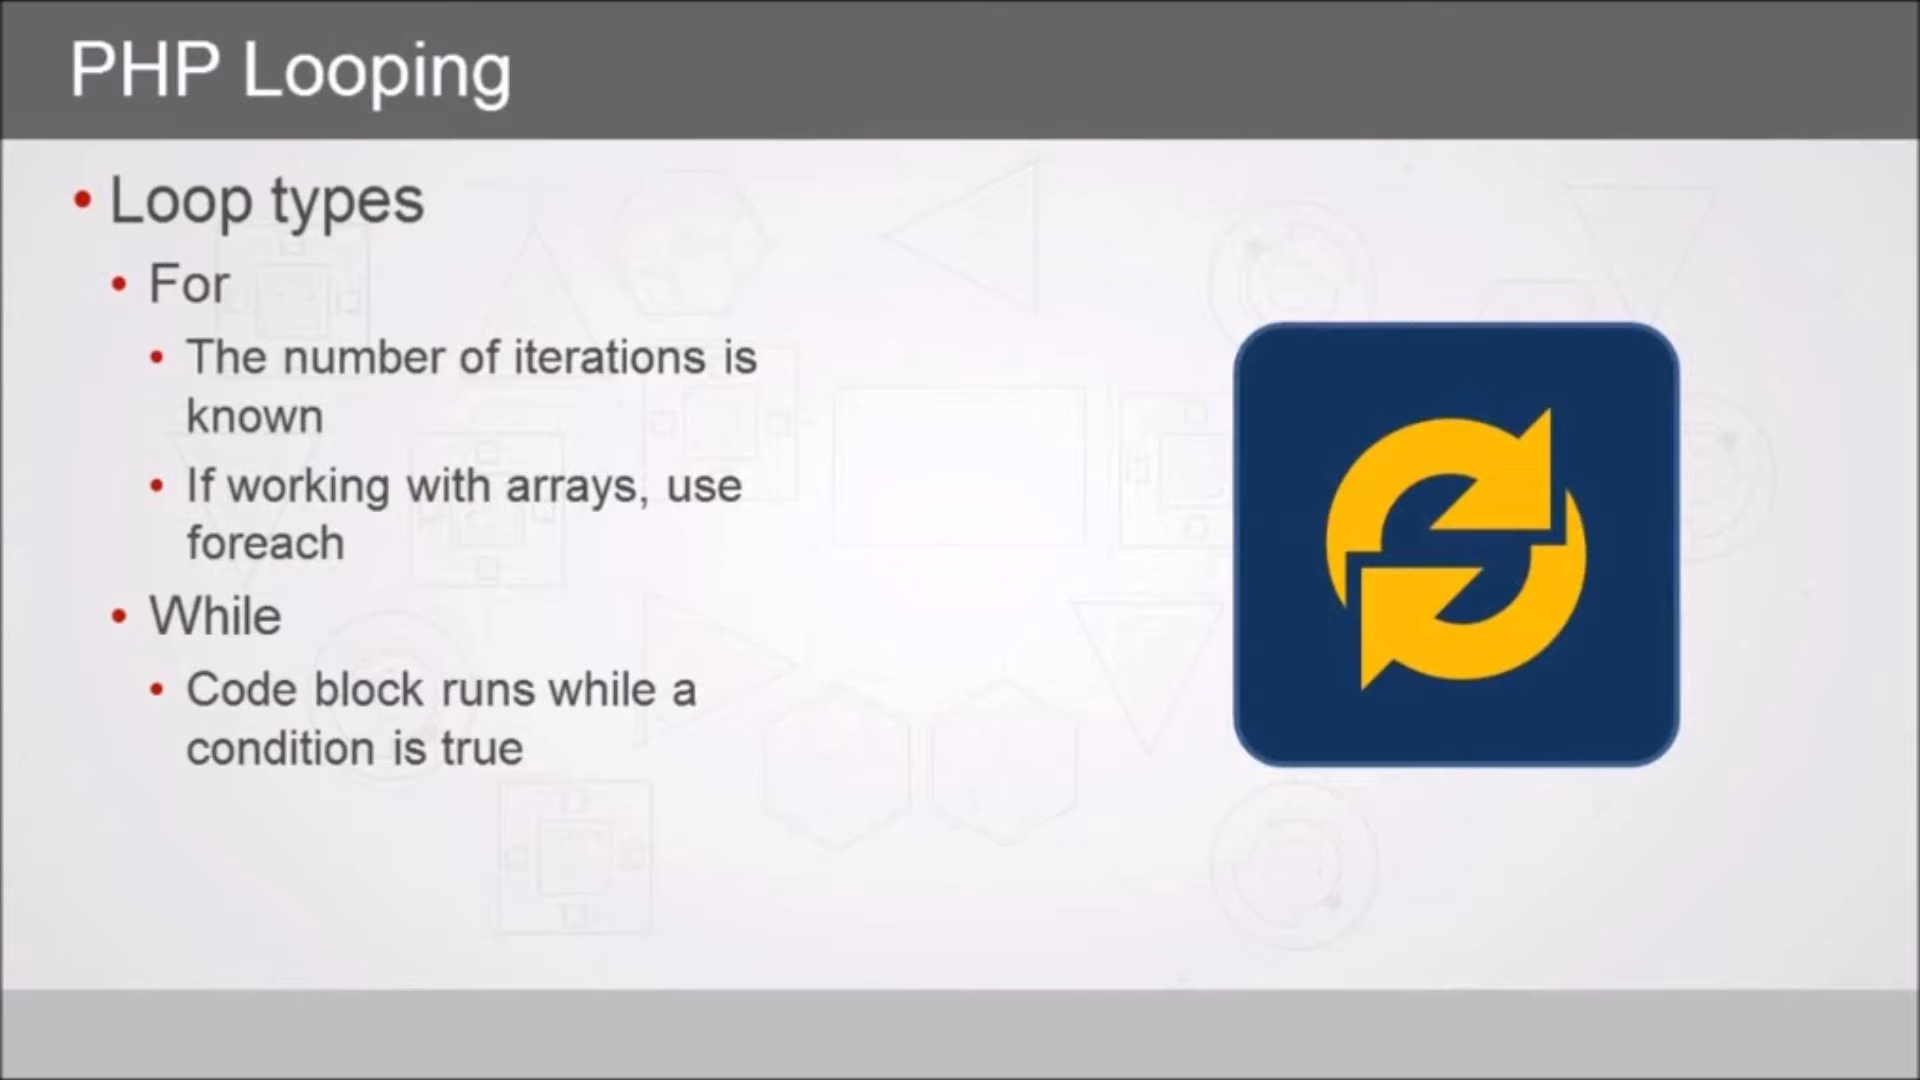 PHP Looping
• Loop types
• For
• The number of iterations is
known
• If working with arrays, use
foreach
• While
• Code block runs while a
condition is true